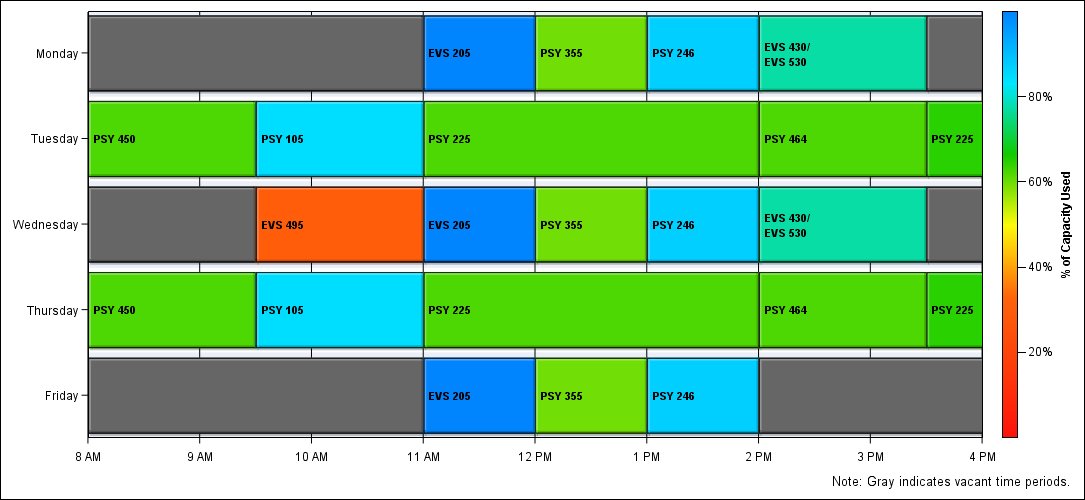 Monday
EVS 205
PSY 355
PSY 246
EVS 430/
EVS 530
Tuesday
PSY 450
PSY 105
PSY 225
PSY 464
PSY 225
Wednesday
EVS 495
EVS 205
PSY 355
PSY 246
EVS 430/
EVS 530
Thursday
PSY 450
PSY 105
PSY 225
PSY 464
PSY 225
Friday
EVS 205
PSY 355
PSY 246
8 AM
9 AM
10 AM
11 AM
12 PM
1 PM
2 PM
3 PM
4 PM
80%
60%
40%
20%
% of Capacity Used
Note: Gray indicates vacant time periods.